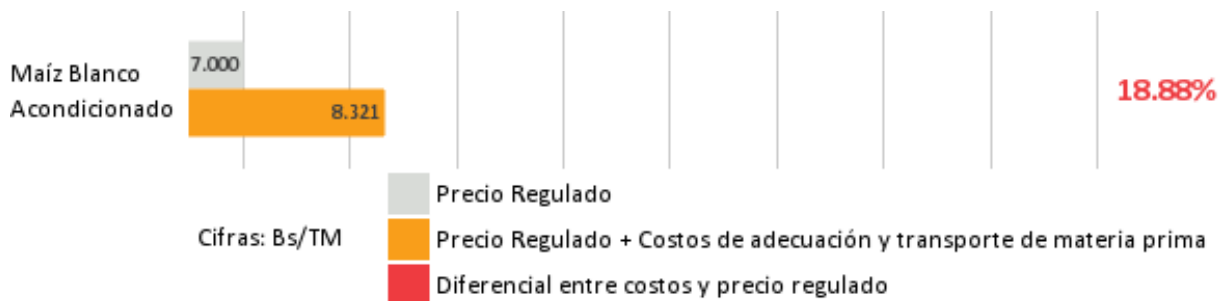 Maíz Blanco
Acondicionado
7.000
8.321
18.88%
Cifras: Bs/TM
Precio Regulado
Precio Regulado + Costos de adecuación y transporte de materia prima
Diferencial entre costos y precio regulado